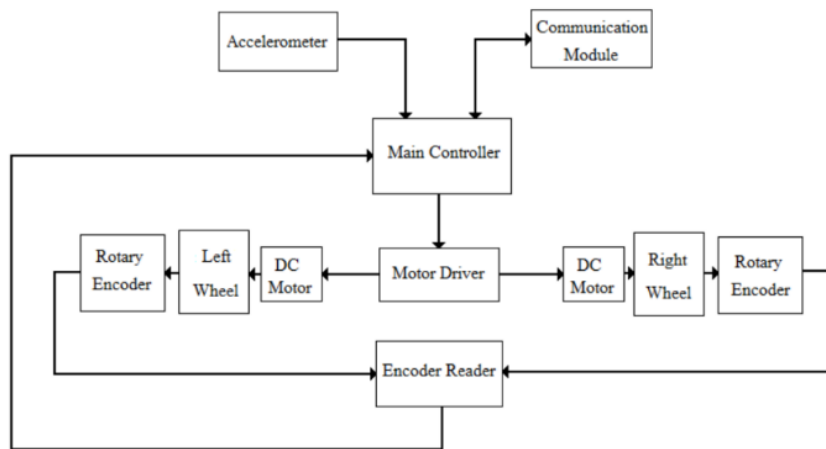 Accelerometer
Communication
Module
Main Controller
Rotary
Encoder
Left
Wheel
DC
Motor
Motor Driver
DC
Motor
Right
Wheel
Rotary
Encoder
Encoder Reader